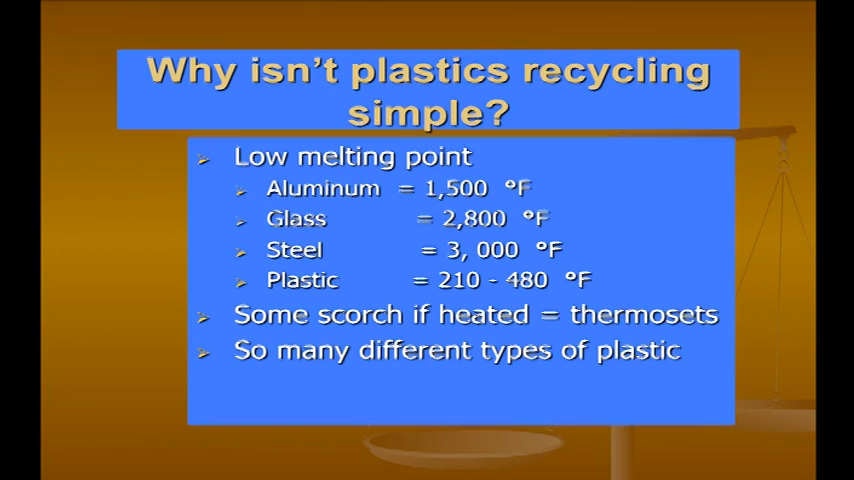 Why isn't plastics recycling
simple?
Low melting point
Aluminum = 1,500 °F
Glass = 2,800 °F
Steel = 3, 000 °F
Plastic = 210 - 480 °F
Some scorch if heated = thermosets
So many different types of plastic